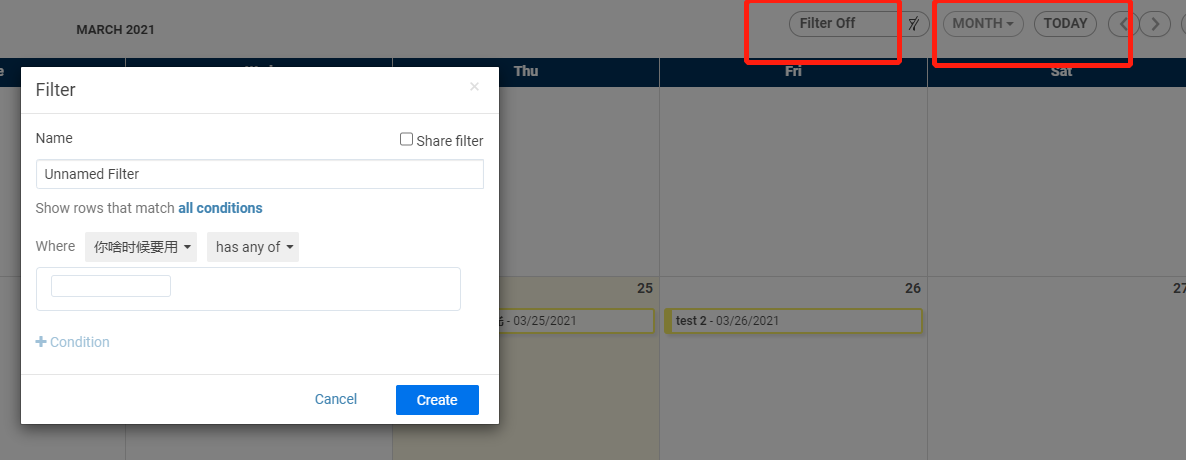 MARCH 2021
Filter Off
MONTH
TODAY
Thu
Fri
Sat
Filter
×
Name
Share filter
Unnamed Filter
Show rows that match all conditions
Where
你啥时候要用
has any of
Condition
Cancel
Create
25
26
27
- 03/25/2021
test 2 - 03/26/2021